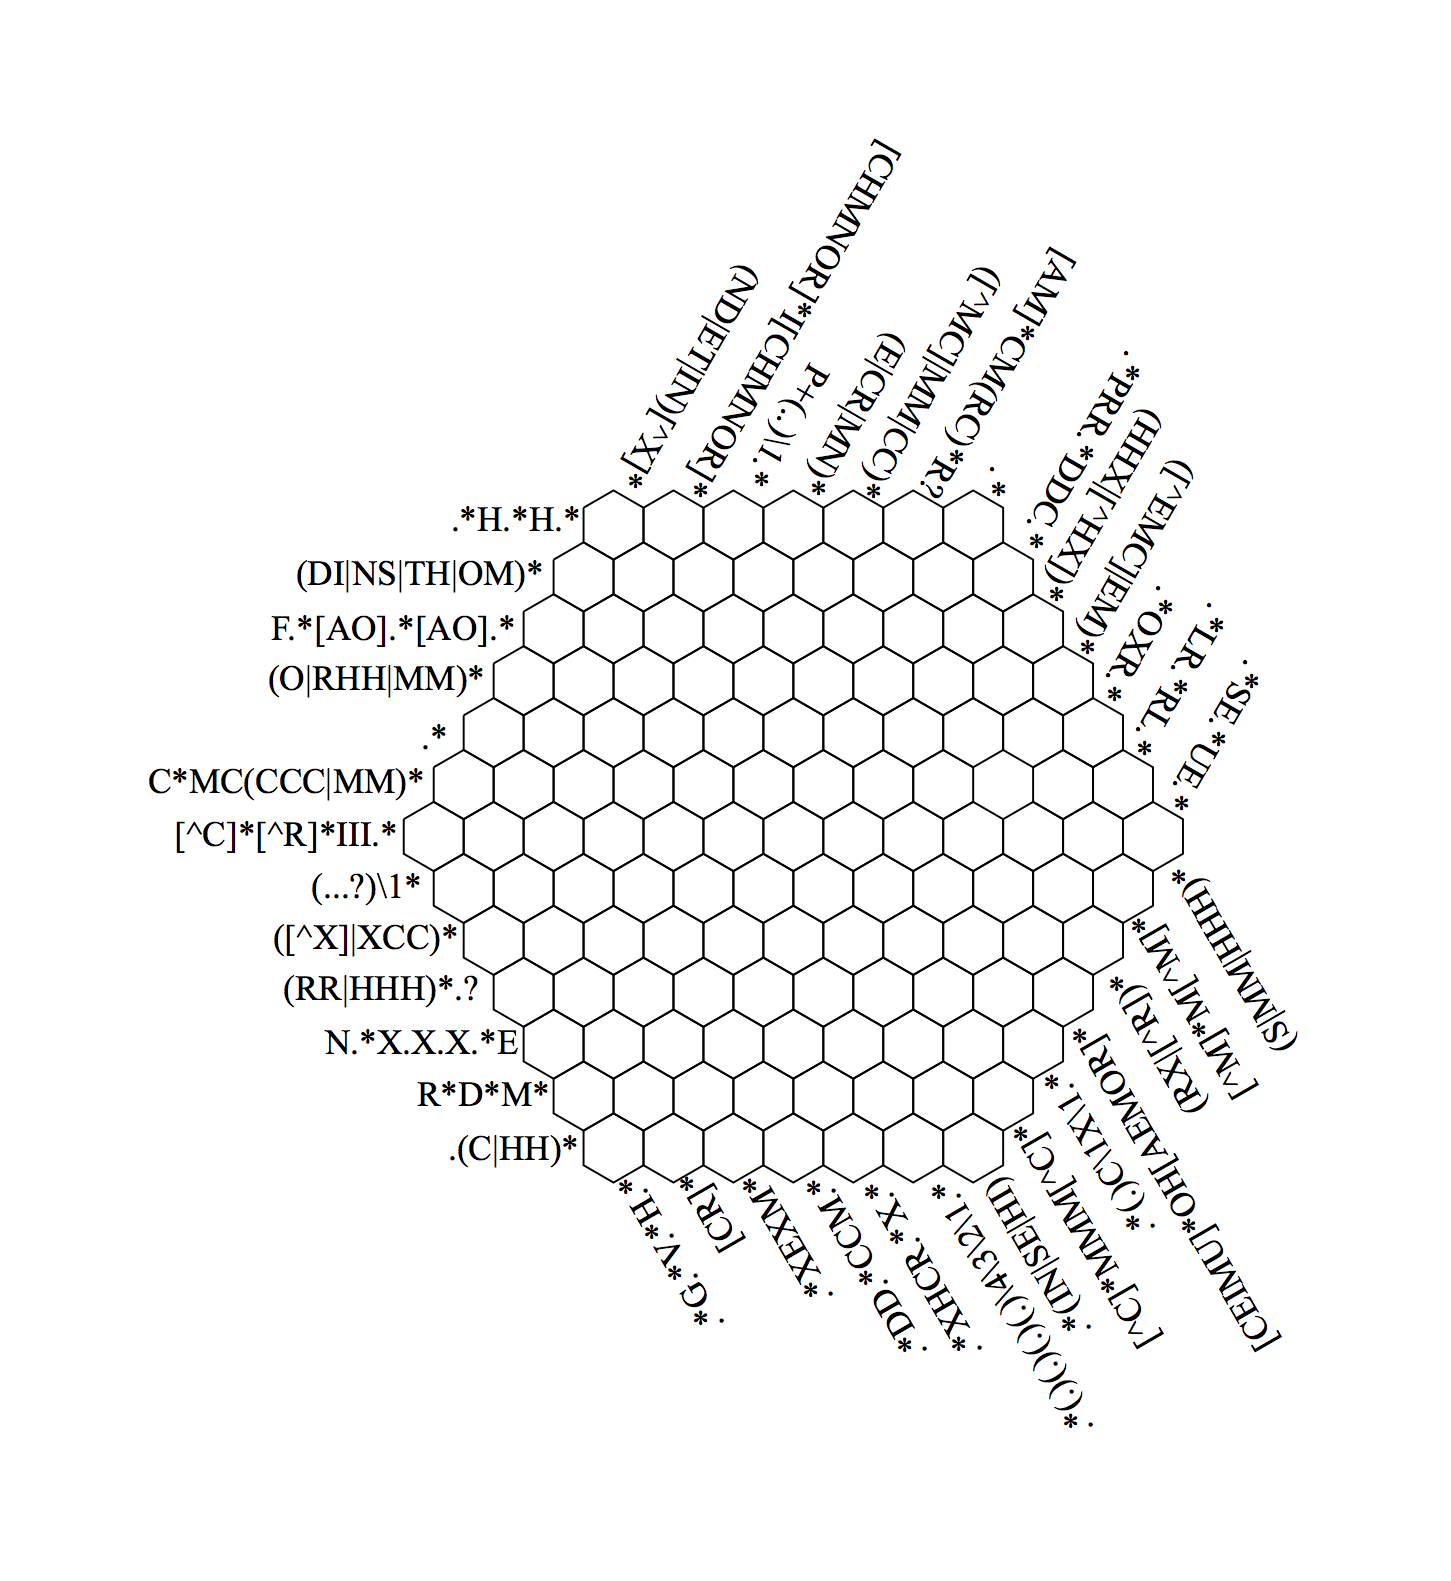 (ND|ET|IN)[^X]*
[CHMNOR]*I[CHMNOR]*
P+(..)\1.*
(E|CR|MN)*
([^MC]|MM|CC)*
[AM]*CM(RC)*R?
.*
.*PRR.*DDC.*
(HHX|[^HX])*
([^EMC]|EM)*
.*OXR.*
.*LR.*RL.*
.*SE.*UE.*
.*H.*H.*
(DI|NS|TH|OM)*
F.*[AO].*[AO].*
(O|RHH|MM)*
.*
C*MC(CCC|MM)*
[^C]*[^R]*III.*
(...?)\1*
([^X]|XCC)*
(RR|HHH)*.?
N.*X.X.X.*E
R*D*M*
.(C|HH)*
.*G.*V.*H.*
[CR]*
.*XEXM*
.*DD.*CCM.*
.*XHCR.*X.*
.*(.)(.)(.)(.)\4\3\2\1.*
.*(IN|SE|HI)
[^C]*MMM[^C]*
.*(.)C\1X\1.*
[CEIMU]*OH[AEMOR]*
(RX|[^R])*
[^M]*M[^M]*
(S|MM|HHH)*